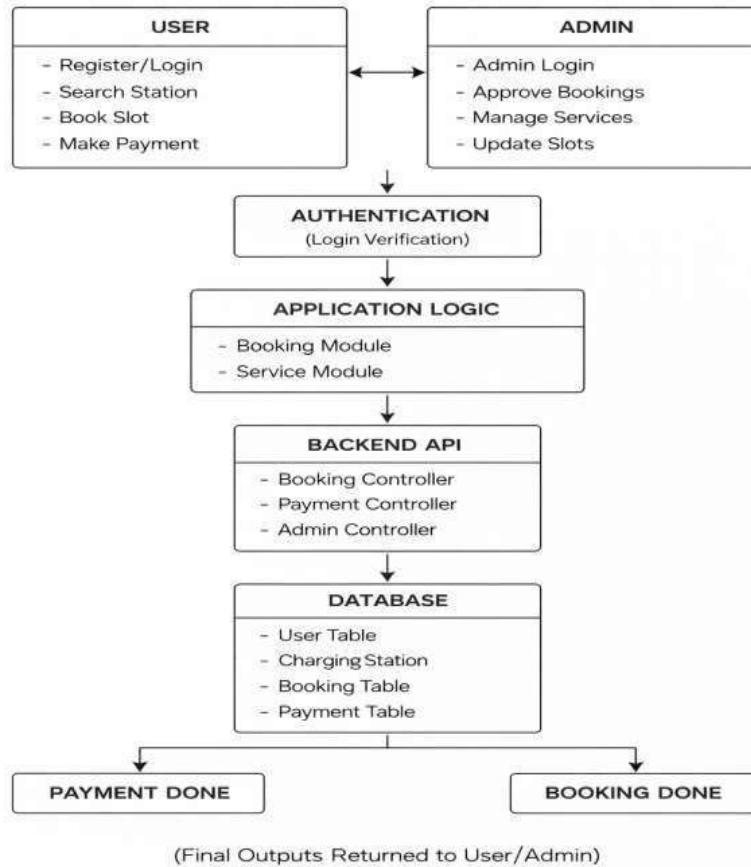 USER
- Register/Login
- Search Station
- Book Slot
- Make Payment
ADMIN
- Admin Login
- Approve Bookings
- Manage Services
- Update Slots
AUTHENTICATION
(Login Verification)
APPLICATION LOGIC
- Booking Module
- Service Module
BACKEND API
- Booking Controller
- Payment Controller
- Admin Controller
DATABASE
- User Table
- Charging Station
- Booking Table
- Payment Table
PAYMENT DONE
BOOKING DONE
(Final Outputs Returned to User/Admin)